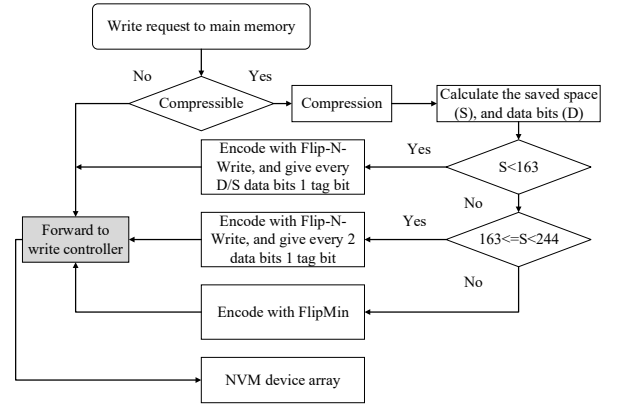 Write request to main memory
No
Yes
Compressible
Compression
Calculate the saved space
(S), and data bits (D)
Encode with Flip-N-
Write, and give every
D/S data bits 1 tag bit
Yes
S<163
No
Forward to
write controller
Encode with Flip-N-
Write, and give every 2
data bits 1 tag bit
Yes
163<=S<244
No
Encode with FlipMin
NVM device array